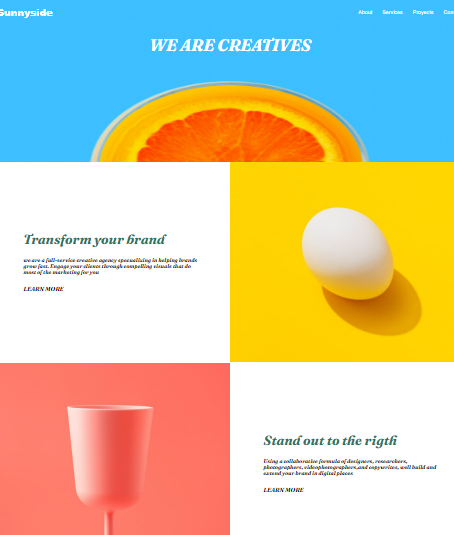 Sunnyside
About Services Proyects
WE ARE CREATIVES
Transform your brand
we are a full-service creative agency specializing in helping brands
grow fast. Engage your clients through compelling visuals that do
most of the marketing for you
LEARN MORE
Stand out to the rigth
Using a collaborative formula of designers, researchers,
photographers, videophotographers,and copywrites, well build and
extend your brand in digital places
LEARN MORE